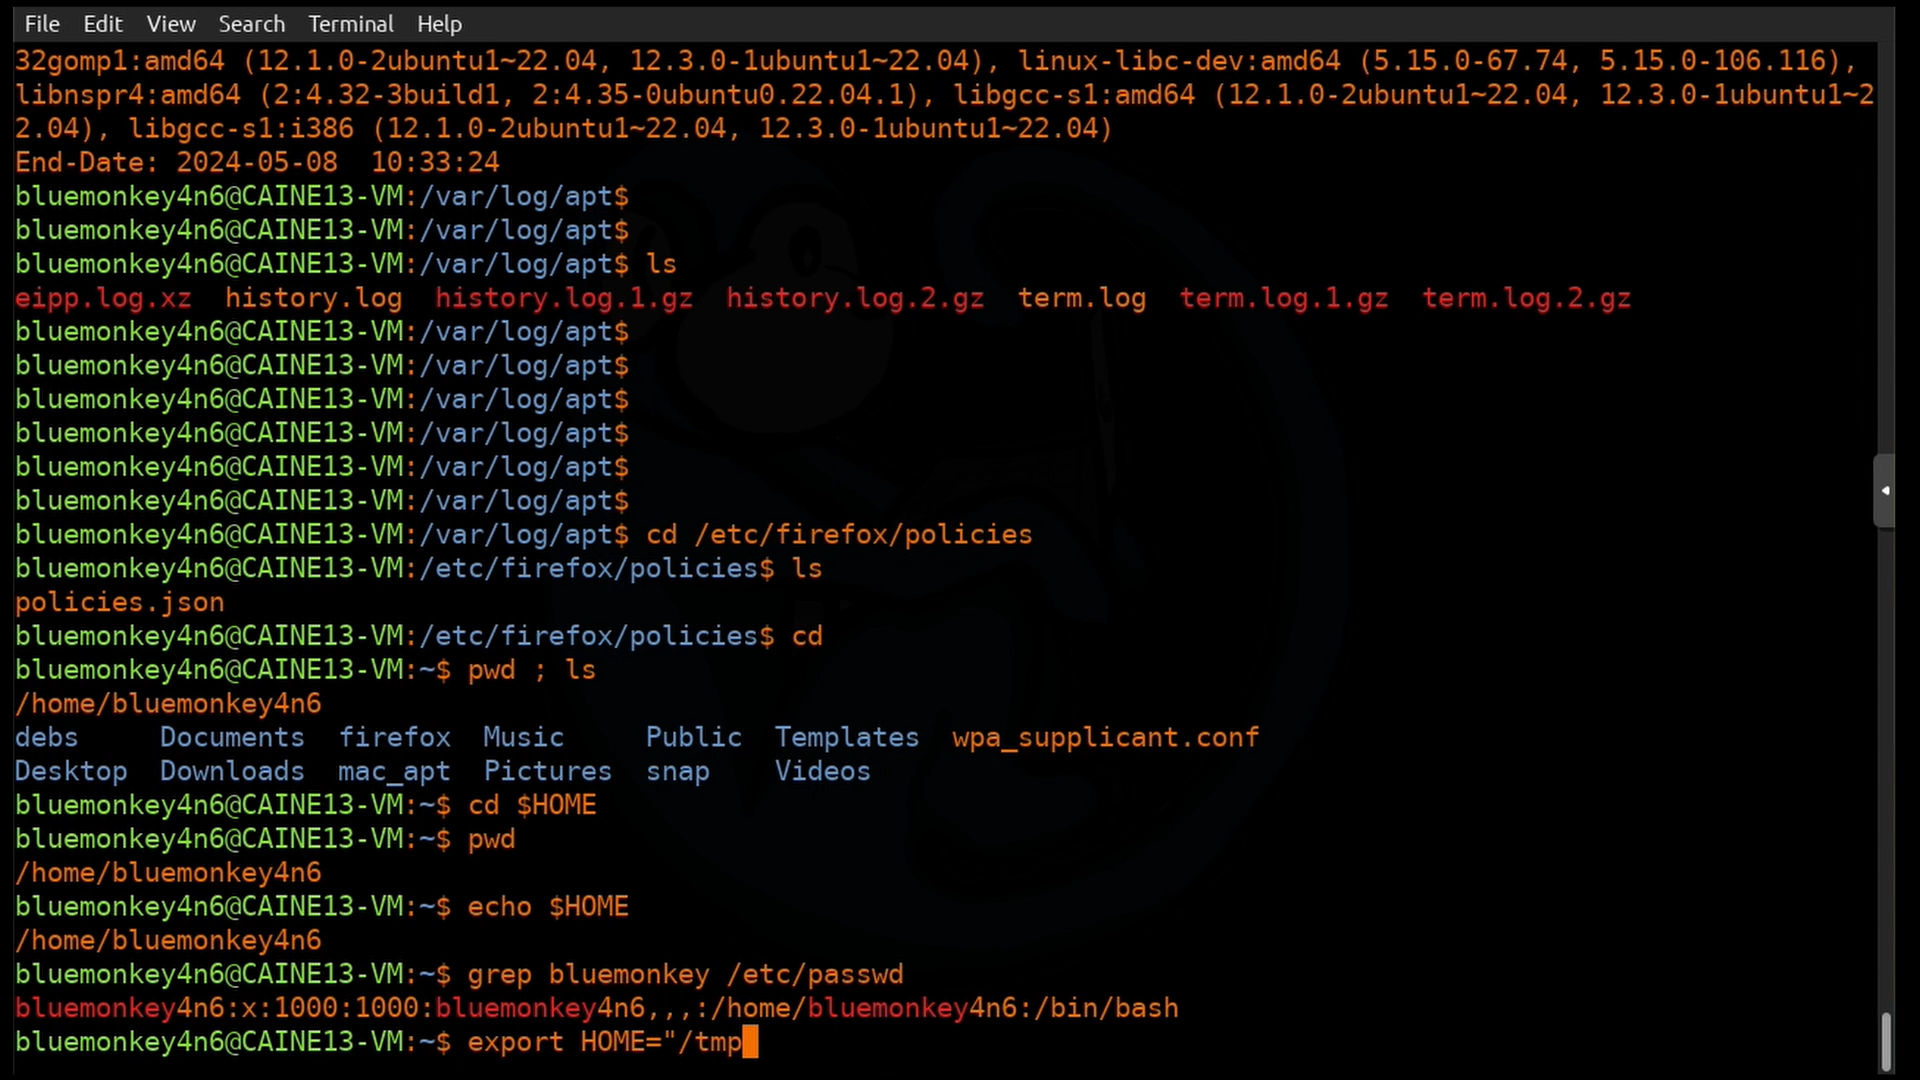 File Edit View Search Terminal Help
32gomp1:amd64 (12.1.0-2ubuntu1~22.04, 12.3.0-1ubuntu1~22.04), linux-libc-dev:amd64 (5.15.0-67.74, 5.15.0-106.116),
libnspr4:amd64 (2:4.32-3build1, 2:4.35-0ubuntu0.22.04.1), libgcc-s1:amd64 (12.1.0-2ubuntu1~22.04, 12.3.0-1ubuntu1~2
2.04), libgcc-s1:i386 (12.1.0-2ubuntu1~22.04, 12.3.0-1ubuntu1~22.04)
End-Date: 2024-05-08  10:33:24
bluemonkey4n6@CAINE13-VM:/var/log/apt$
bluemonkey4n6@CAINE13-VM:/var/log/apt$
bluemonkey4n6@CAINE13-VM:/var/log/apt$ ls
eipp.log.xz  history.log  history.log.1.gz  history.log.2.gz  term.log  term.log.1.gz  term.log.2.gz
bluemonkey4n6@CAINE13-VM:/var/log/apt$
bluemonkey4n6@CAINE13-VM:/var/log/apt$
bluemonkey4n6@CAINE13-VM:/var/log/apt$
bluemonkey4n6@CAINE13-VM:/var/log/apt$
bluemonkey4n6@CAINE13-VM:/var/log/apt$
bluemonkey4n6@CAINE13-VM:/var/log/apt$
bluemonkey4n6@CAINE13-VM:/var/log/apt$ cd /etc/firefox/policies
bluemonkey4n6@CAINE13-VM:/etc/firefox/policies$ ls
policies.json
bluemonkey4n6@CAINE13-VM:/etc/firefox/policies$ cd
bluemonkey4n6@CAINE13-VM:~$ pwd ; ls
/home/bluemonkey4n6
debs     Documents  firefox  Music     Public  Templates  wpa_supplicant.conf
Desktop  Downloads  mac_apt  Pictures  snap    Videos
bluemonkey4n6@CAINE13-VM:~$ cd $HOME
bluemonkey4n6@CAINE13-VM:~$ pwd
/home/bluemonkey4n6
bluemonkey4n6@CAINE13-VM:~$ echo $HOME
/home/bluemonkey4n6
bluemonkey4n6@CAINE13-VM:~$ grep bluemonkey /etc/passwd
bluemonkey4n6:x:1000:1000:bluemonkey4n6,,,:/home/bluemonkey4n6:/bin/bash
bluemonkey4n6@CAINE13-VM:~$ export HOME="/tmp